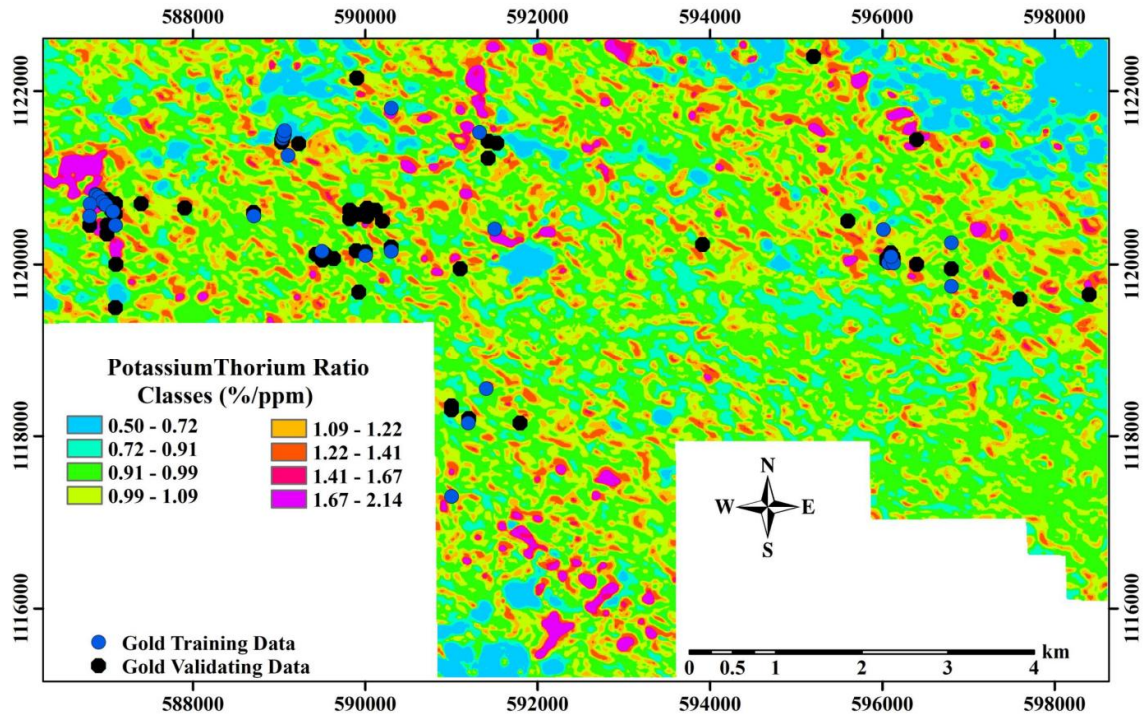 588000 590000 592000 594000 596000 598000
1122000 1122000
1120000 1120000
1118000 1118000
1116000 1116000
PotassiumThorium Ratio
Classes (%/ppm)
0.50 - 0.72 1.09 - 1.22
0.72 - 0.91 1.22 - 1.41
0.91 - 0.99 1.41 - 1.67
0.99 - 1.09 1.67 - 2.14
N
W E
S
Gold Training Data
Gold Validating Data
km
0 0.5 1 2 3 4
588000 590000 592000 594000 596000 598000